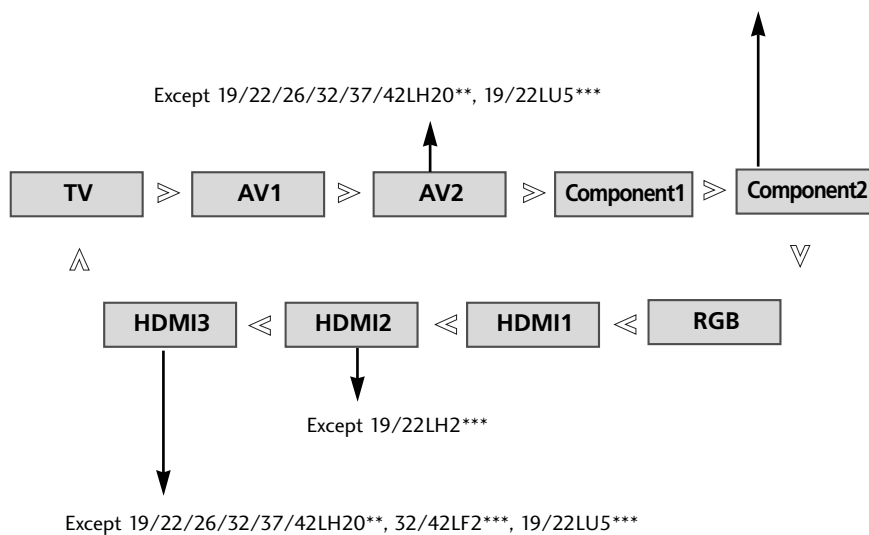 Except 19/22/26/32/37/42LH20**, 19/22LU5***
TV AV1 AV2 Component1 Component2
HDMI3 HDMI2 HDMI1 RGB
Except 19/22LH2***
Except 19/22/26/32/37/42LH20**, 32/42LF2***, 19/22LU5***